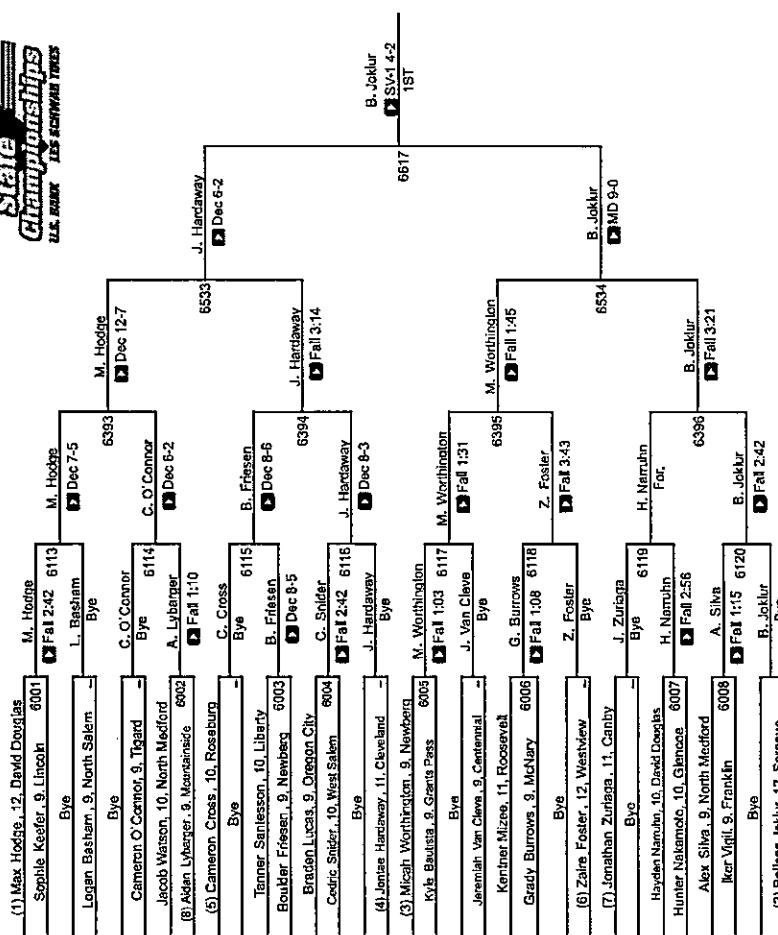 State
Championships
U.S. BANK LES SCHWAB TIRES
(1) Max Hodge, 12, David Douglas
Sophie Keefer, 9, Lincoln
6001
Bye
Logan Basham, 9, North Salem
--
Bye
Cameron O'Connor, 9, Tigard
--
Jacob Watson, 10, North Medford
(8) Aidan Lybarger, 9, Mountainside
6002
(5) Cameron Cross, 10, Roseburg
Bye
--
Tanner Sanlesson, 10, Liberty
Boulder Friesen, 9, Newberg
6003
Braden Lucas, 9, Oregon City
Cedric Snider, 10, West Salem
6004
Bye
(4) Jontae Hardaway, 11, Cleveland
--
(3) Micah Worthington, 9, Newberg
Kyle Bautista, 9, Grants Pass
6005
Bye
Jeremiah Van Cleve, 9, Centennial
--
Kentner Mizee, 11, Roosevelt
Grady Burrows, 9, McNary
6006
Bye
(6) Zaire Foster, 12, Westview
--
(7) Jonathan Zuriaga, 11, Canby
Bye
--
Hayden Namuhn, 10, David Douglas
Hunter Nakamoto, 10, Glencoe
6007
Alex Silva, 9, North Medford
Iker Vigil, 9, Franklin
6008
Bye
M. Hodge
Fall 2:42
6113
L. Basham
Bye
C. O'Connor
Bye
6114
A. Lybarger
Fall 1:10
C. Cross
Bye
6115
B. Friesen
Dec 8-5
C. Snider
Fall 2:42
6116
J. Hardaway
Bye
M. Worthington
Fall 1:03
6117
J. Van Cleve
Bye
G. Burrows
Fall 1:08
6118
Z. Foster
Bye
J. Zuriaga
Bye
6119
H. Namuhn
Fall 2:56
A. Silva
Fall 1:15
6120
B. Joklur
Bye
M. Hodge
Dec 7-5
6393
C. O'Connor
Dec 6-2
B. Friesen
Dec 8-6
6394
J. Hardaway
Dec 8-3
M. Worthington
Fall 1:31
6395
Z. Foster
Fall 3:43
H. Namuhn
For.
6396
B. Joklur
Fall 2:42
M. Hodge
Dec 12-7
6533
J. Hardaway
Fall 3:14
M. Worthington
Fall 1:45
6534
B. Joklur
Fall 3:21
J. Hardaway
Dec 6-2
6617
B. Joklur
MD 9-0
B. Joklur
SV-1 4-2
1ST